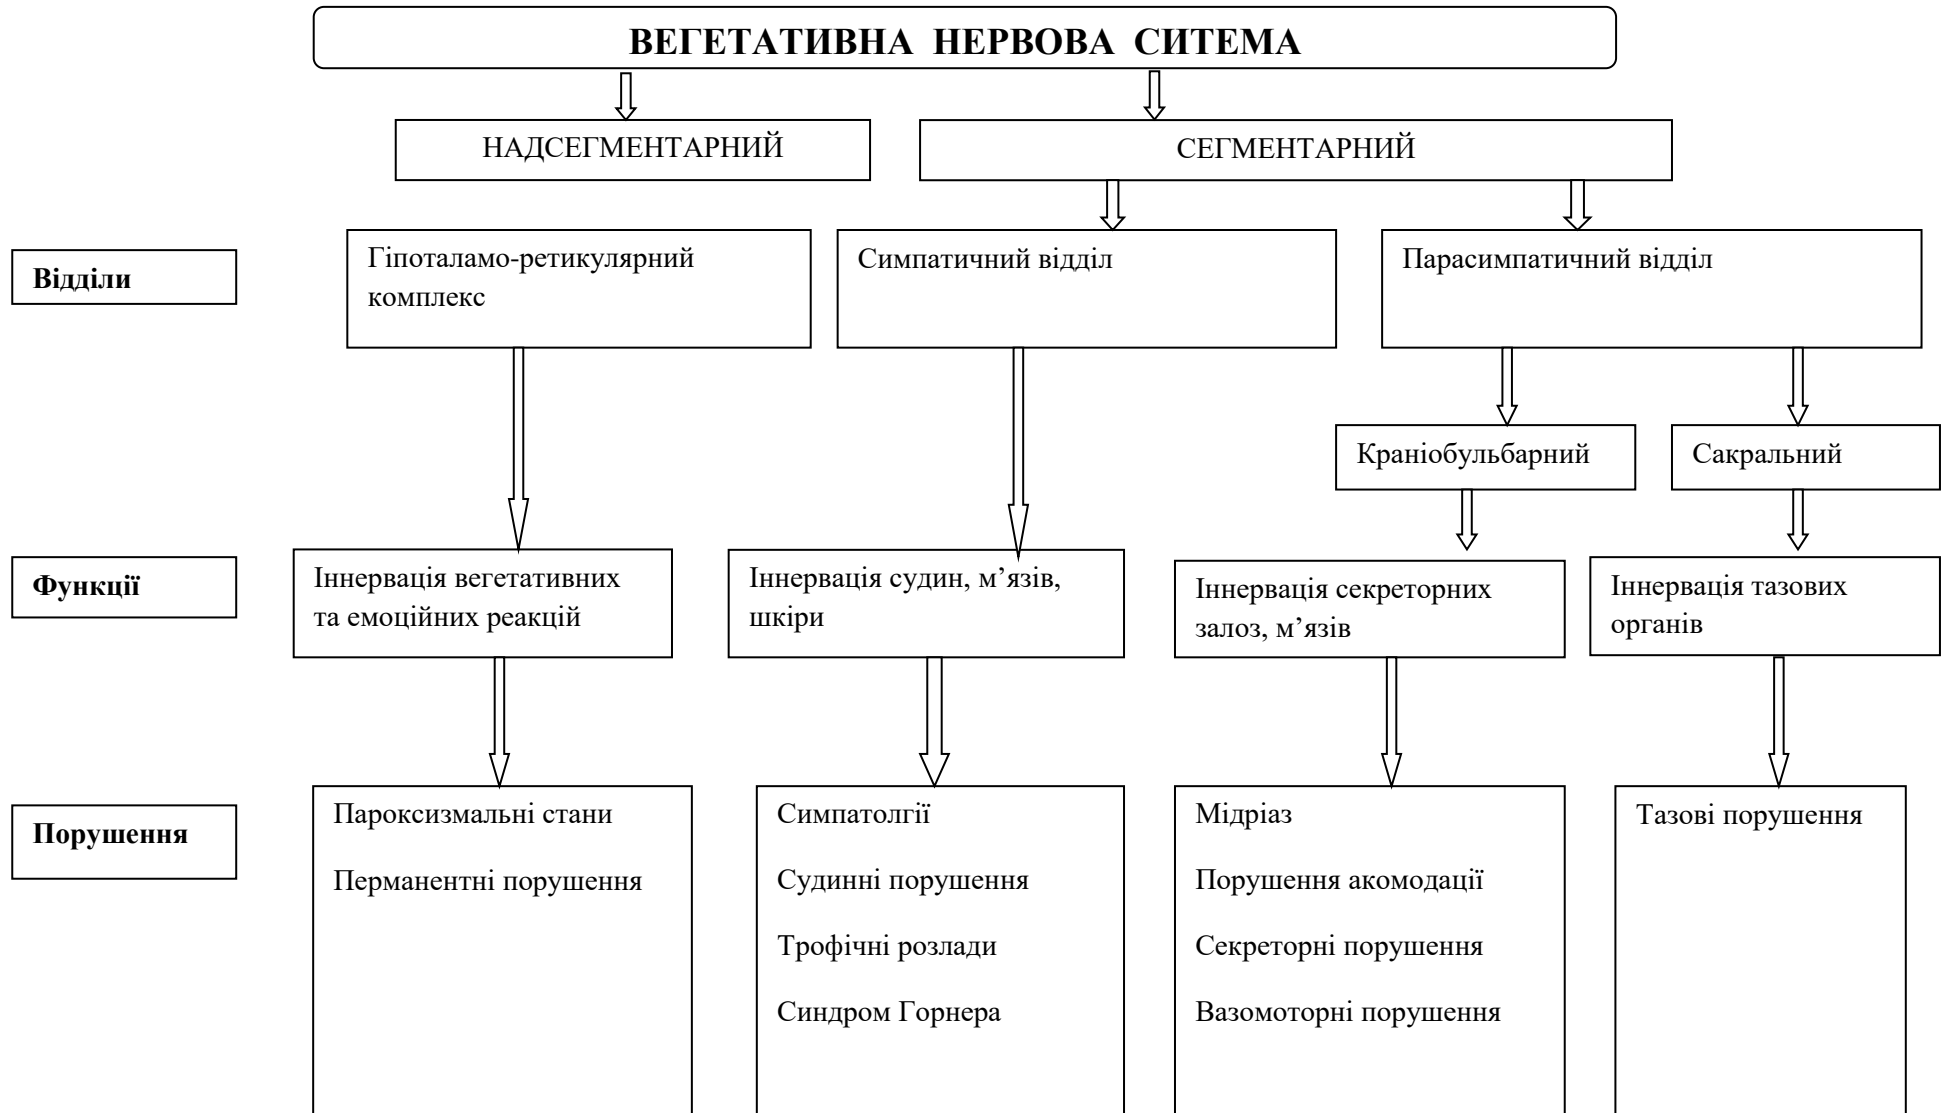 ВЕГЕТАТИВНА НЕРВОВА СИТЕМА
НАДСЕГМЕНТАРНИЙ
СЕГМЕНТАРНИЙ
Відділи
Гіпоталамо-ретикулярний
комплекс
Симпатичний відділ
Парасимпатичний відділ
Краніобульбарний
Сакральний
Функції
Іннервація вегетативних
та емоційних реакцій
Іннервація судин, м’язів,
шкіри
Іннервація секреторних
залоз, м’язів
Іннервація тазових
органів
Порушення
Пароксизмальні стани
Перманентні порушення
Симпатолгії
Судинні порушення
Трофічні розлади
Синдром Горнера
Мідріаз
Порушення акомодації
Секреторні порушення
Вазомоторні порушення
Тазові порушення